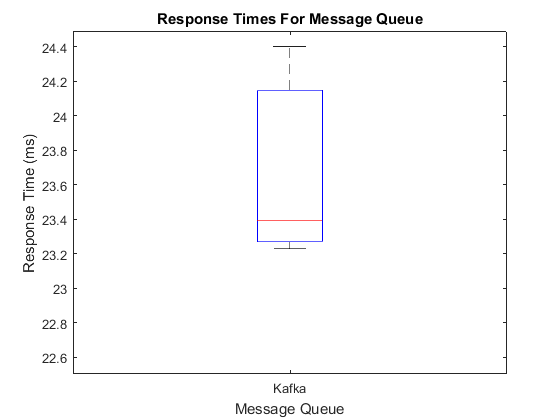 Response Times For Message Queue
Response Time (ms)
24.4
24.2
24
23.8
23.6
23.4
23.2
23
22.8
22.6
Kafka
Message Queue